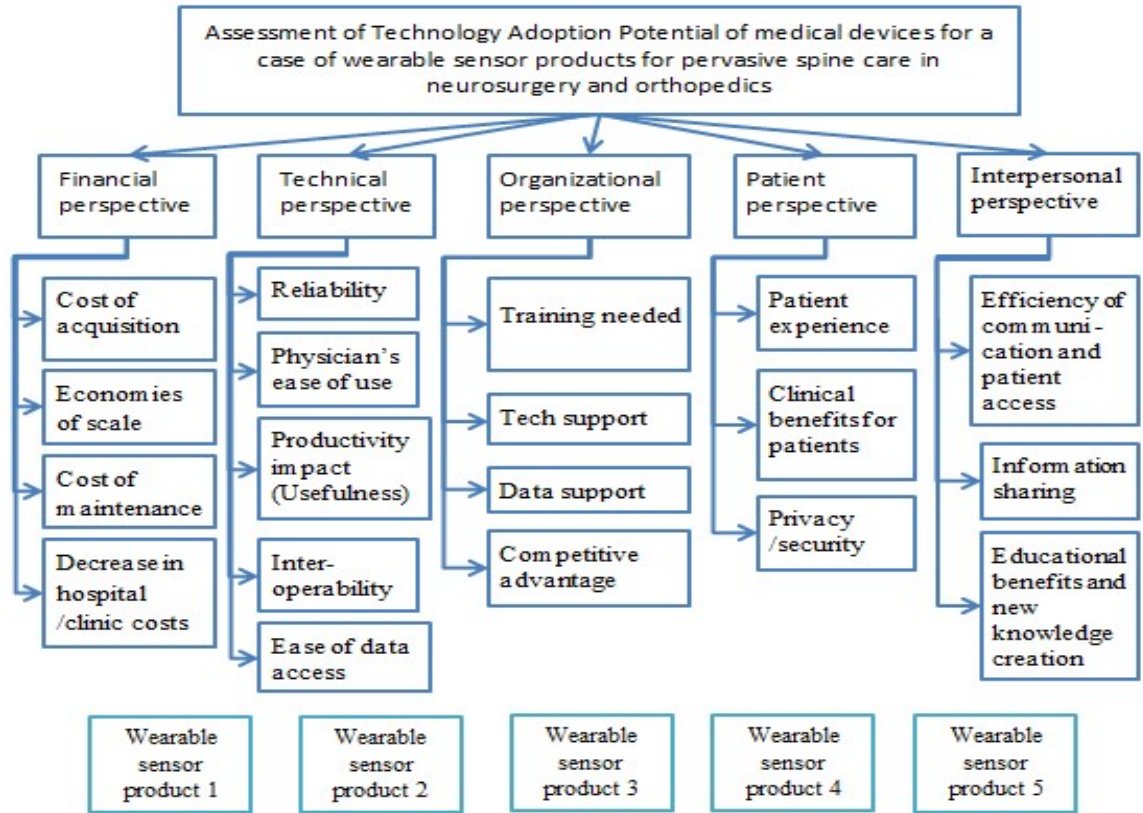 Assessment of Technology Adoption Potential of medical devices for a
case of wearable sensor products for pervasive spine care in
neurosurgery and orthopedics
Financial
perspective
Technical
perspective
Organizational
perspective
Patient
perspective
Interpersonal
perspective
Cost of
acquisition
Economies
of scale
Cost of
maintenance
Decrease in
hospital
/clinic costs
Reliability
Physician's
ease of use
Productivity
impact
(Usefulness)
Inter-
operability
Ease of data
access
Training needed
Tech support
Data support
Competitive
advantage
Patient
experience
Clinical
benefits for
patients
Privacy
/security
Efficiency of
communi-
cation and
patient
access
Information
sharing
Educational
benefits and
new
knowledge
creation
Wearable
sensor
product 1
Wearable
sensor
product 2
Wearable
sensor
product 3
Wearable
sensor
product 4
Wearable
sensor
product 5